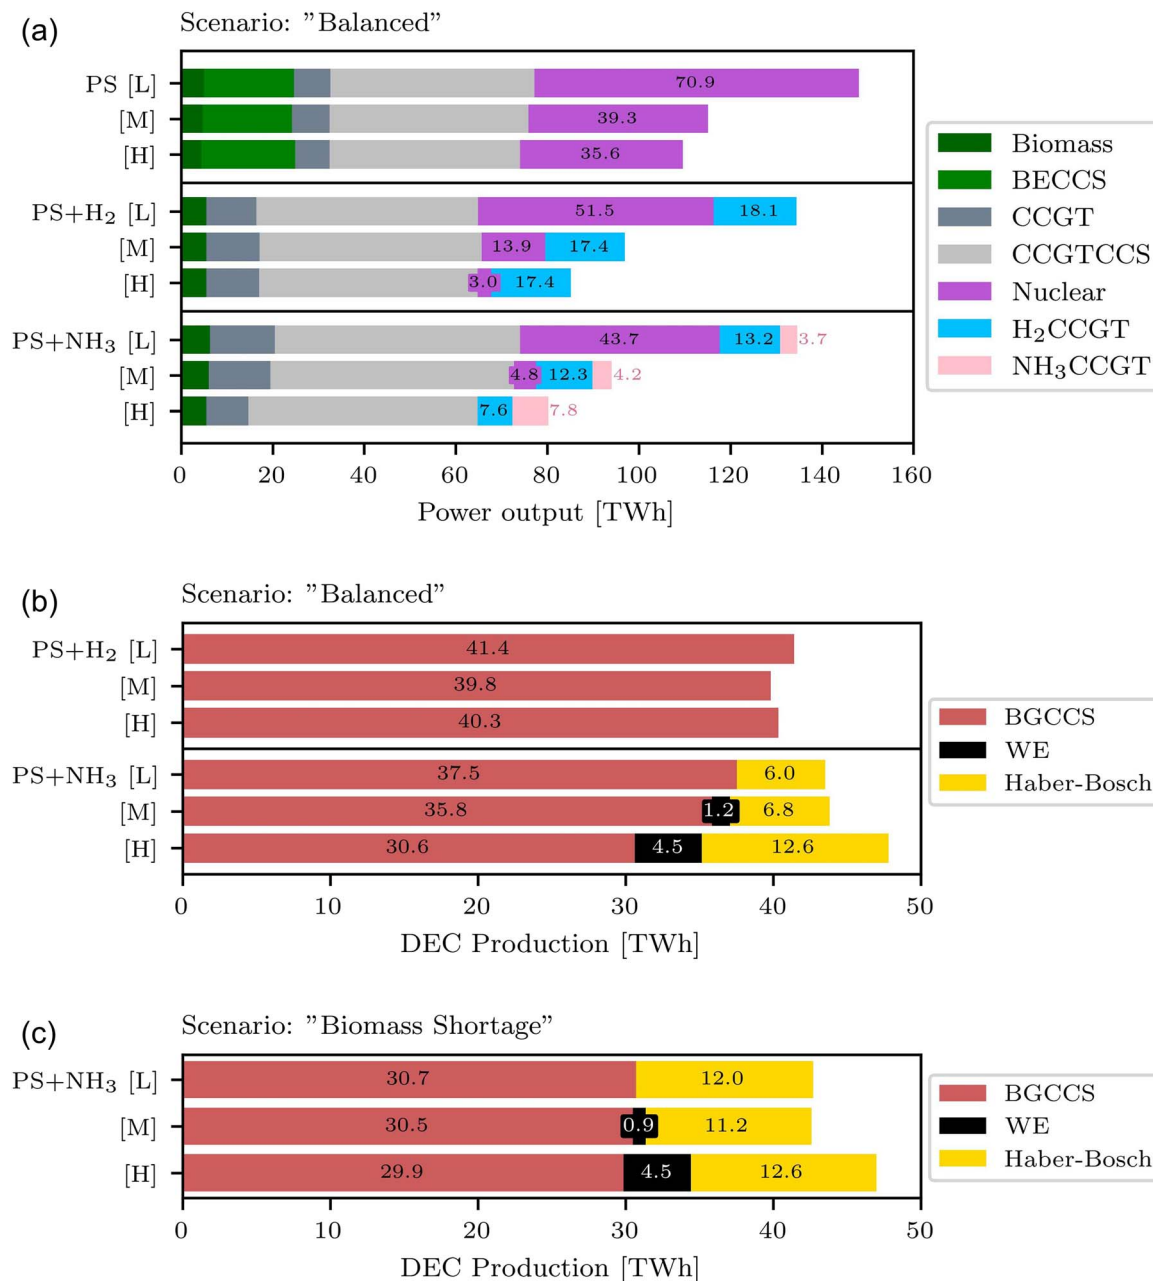 (a)
Scenario: "Balanced"
PS [L]
70.9
[M]
39.3
[H]
35.6
PS+H₂ [L]
51.5
18.1
[M]
13.9
17.4
[H]
3.0
17.4
PS+NH₃ [L]
43.7
13.2
3.7
[M]
4.8
12.3
4.2
[H]
7.6
7.8
0
20
40
60
80
100
120
140
160
Power output [TWh]
Biomass
BECCS
CCGT
CCGTCCS
Nuclear
H₂CCGT
NH₃CCGT
(b)
Scenario: "Balanced"
PS+H₂ [L]
41.4
[M]
39.8
[H]
40.3
PS+NH₃ [L]
37.5
6.0
[M]
35.8
1.2
6.8
[H]
30.6
4.5
12.6
0
10
20
30
40
50
DEC Production [TWh]
BGCCS
WE
Haber-Bosch
(c)
Scenario: "Biomass Shortage"
PS+NH₃ [L]
30.7
12.0
[M]
30.5
0.9
11.2
[H]
29.9
4.5
12.6
0
10
20
30
40
50
DEC Production [TWh]
BGCCS
WE
Haber-Bosch